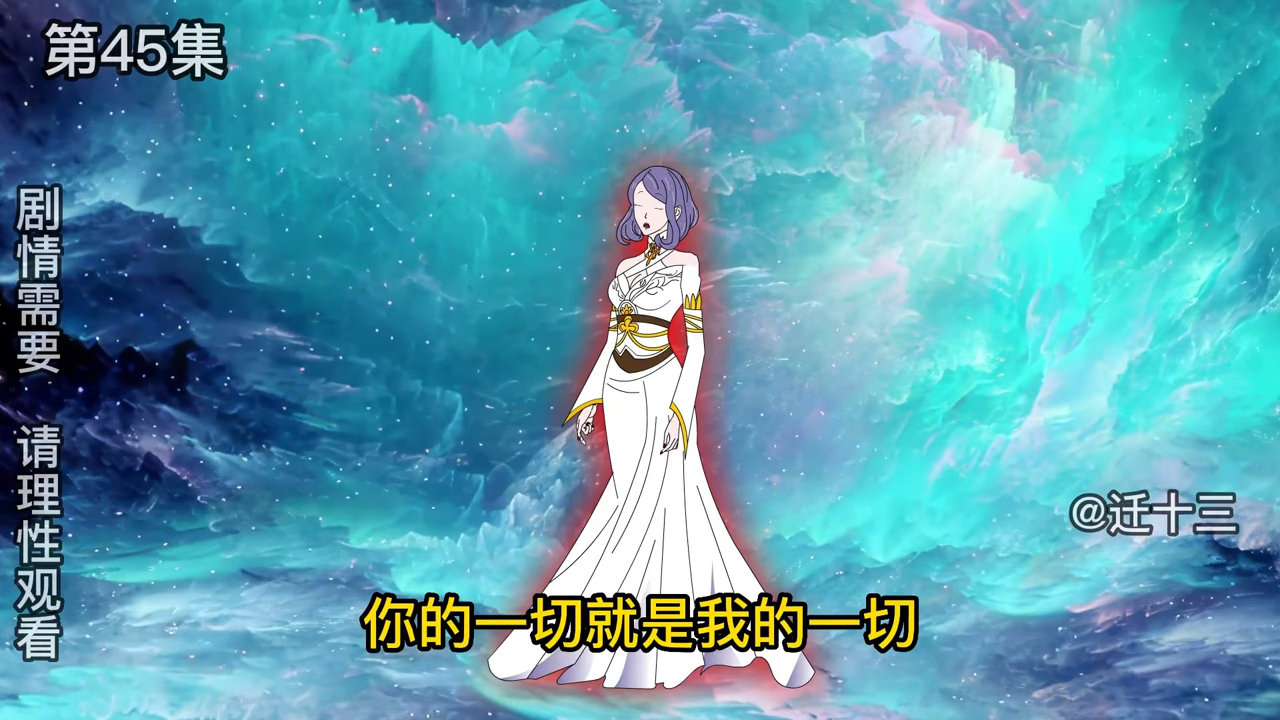 第45集
剧情需要 请理性观看
@迁十三
你的一切就是我的一切